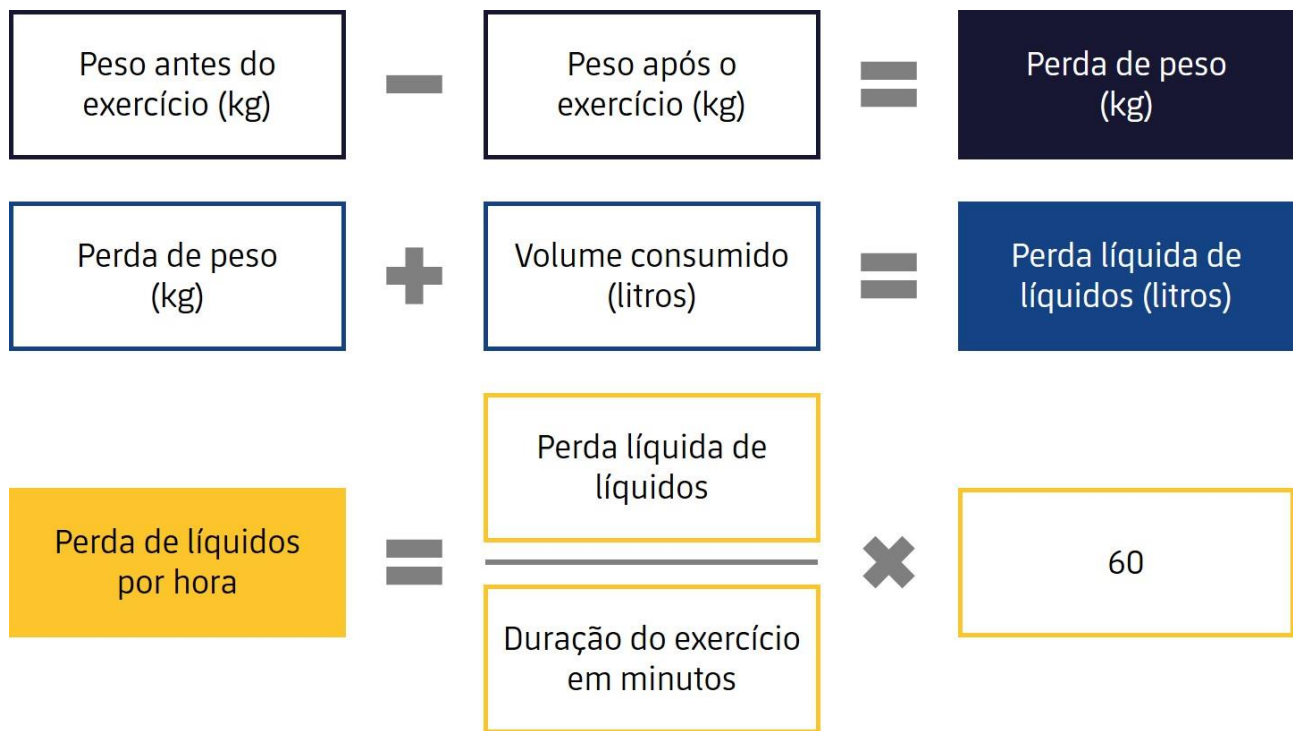 Peso antes do
exercício (kg)
Peso após o
exercício (kg)
Perda de peso
(kg)
Perda de peso
(kg)
Volume consumido
(litros)
Perda líquida de
líquidos (litros)
Perda de líquidos
por hora
Perda líquida de
líquidos
Duração do exercício
em minutos
60